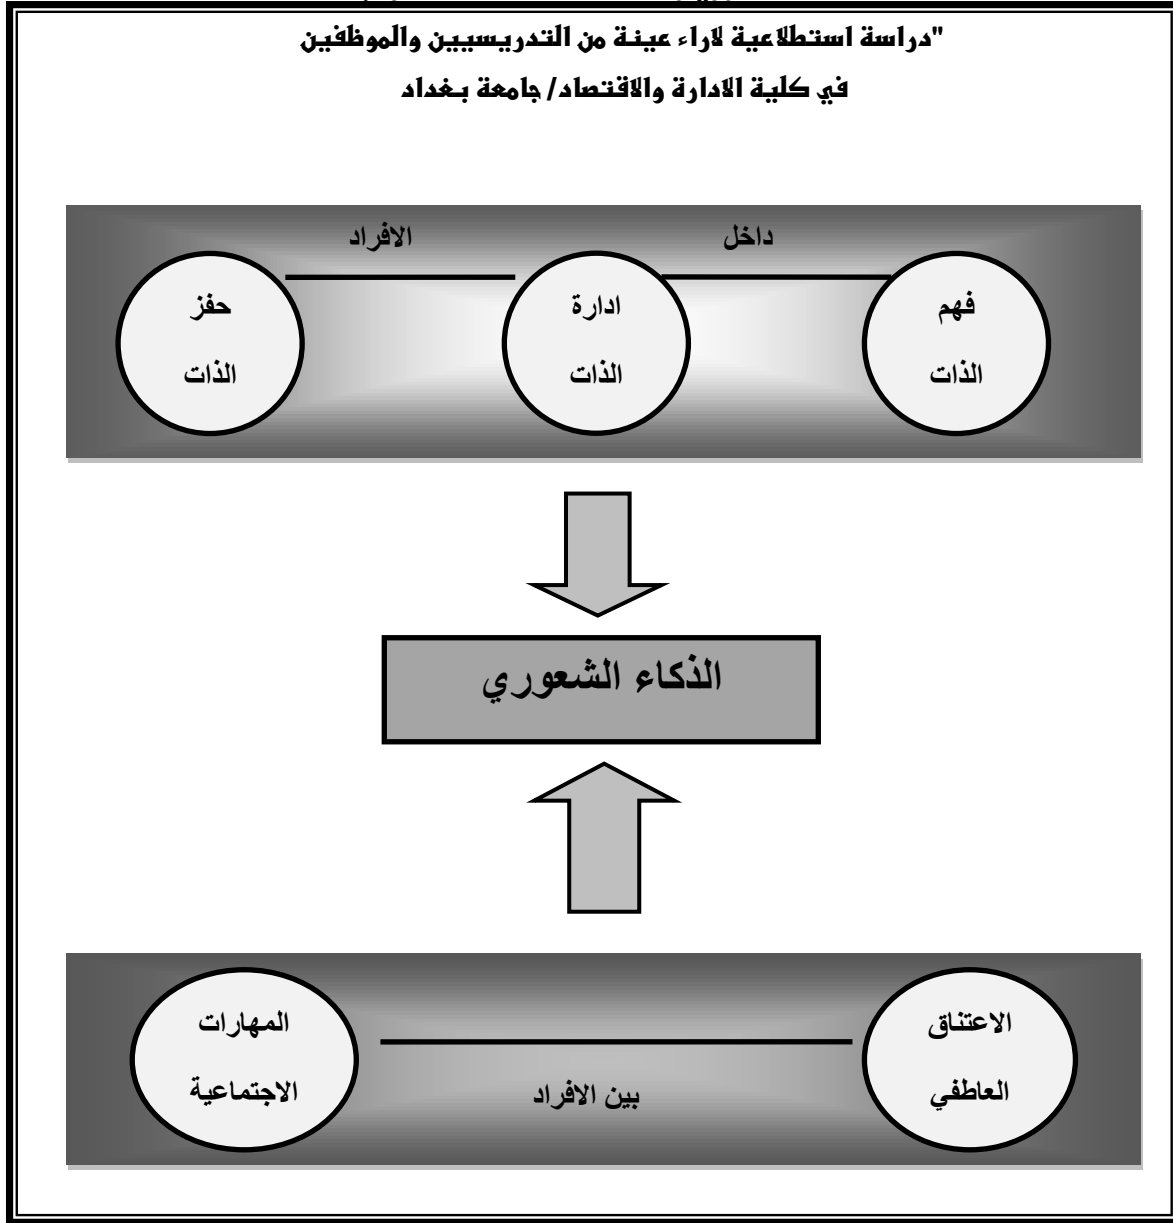 "دراسة استطلاعية لاراء عينة من التدريسيين والموظفين
في كلية الادارة والاقتصاد/ جامعة بغداد
داخل
الافراد
فهم
الذات
ادارة
الذات
حفز
الذات
الذكاء الشعوري
الاعتناق
العاطفي
بين الافراد
المهارات
الاجتماعية